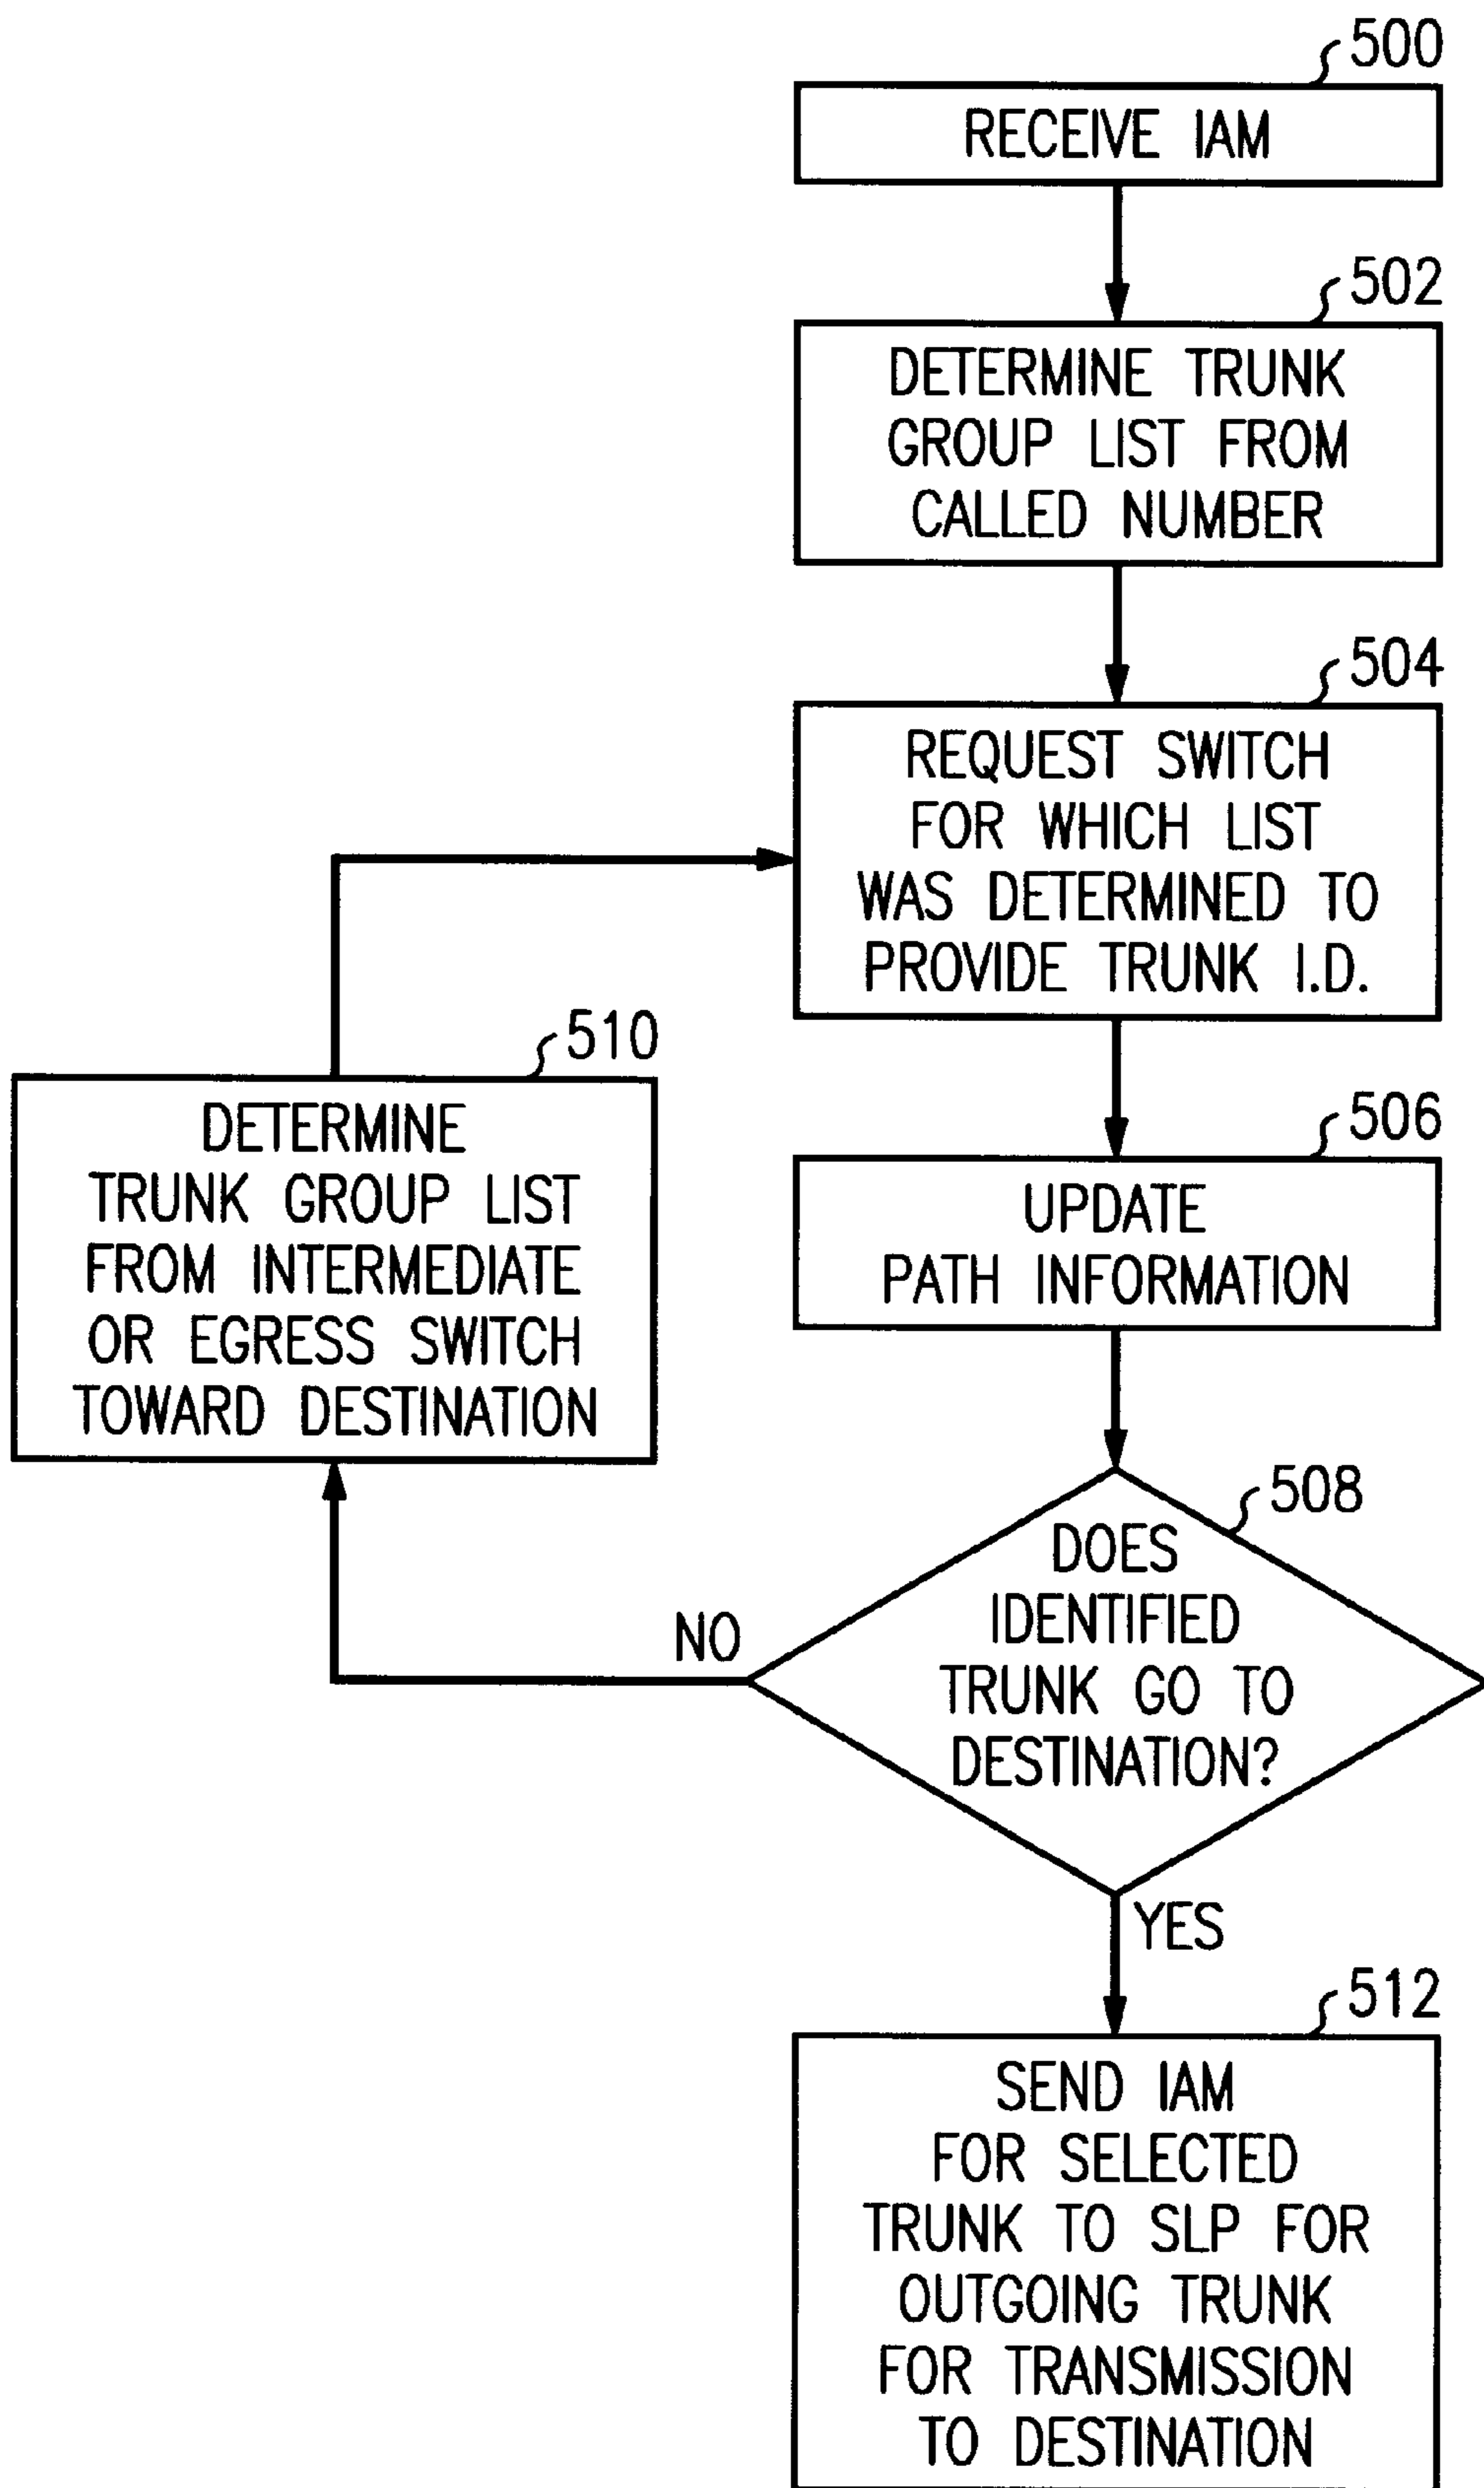 500
RECEIVE IAM
502
DETERMINE TRUNK
GROUP LIST FROM
CALLED NUMBER
504
REQUEST SWITCH
FOR WHICH LIST
WAS DETERMINED TO
PROVIDE TRUNK I.D.
510
DETERMINE
TRUNK GROUP LIST
FROM INTERMEDIATE
OR EGRESS SWITCH
TOWARD DESTINATION
506
UPDATE
PATH INFORMATION
508
DOES
IDENTIFIED
TRUNK GO TO
DESTINATION?
NO
YES
512
SEND IAM
FOR SELECTED
TRUNK TO SLP FOR
OUTGOING TRUNK
FOR TRANSMISSION
TO DESTINATION